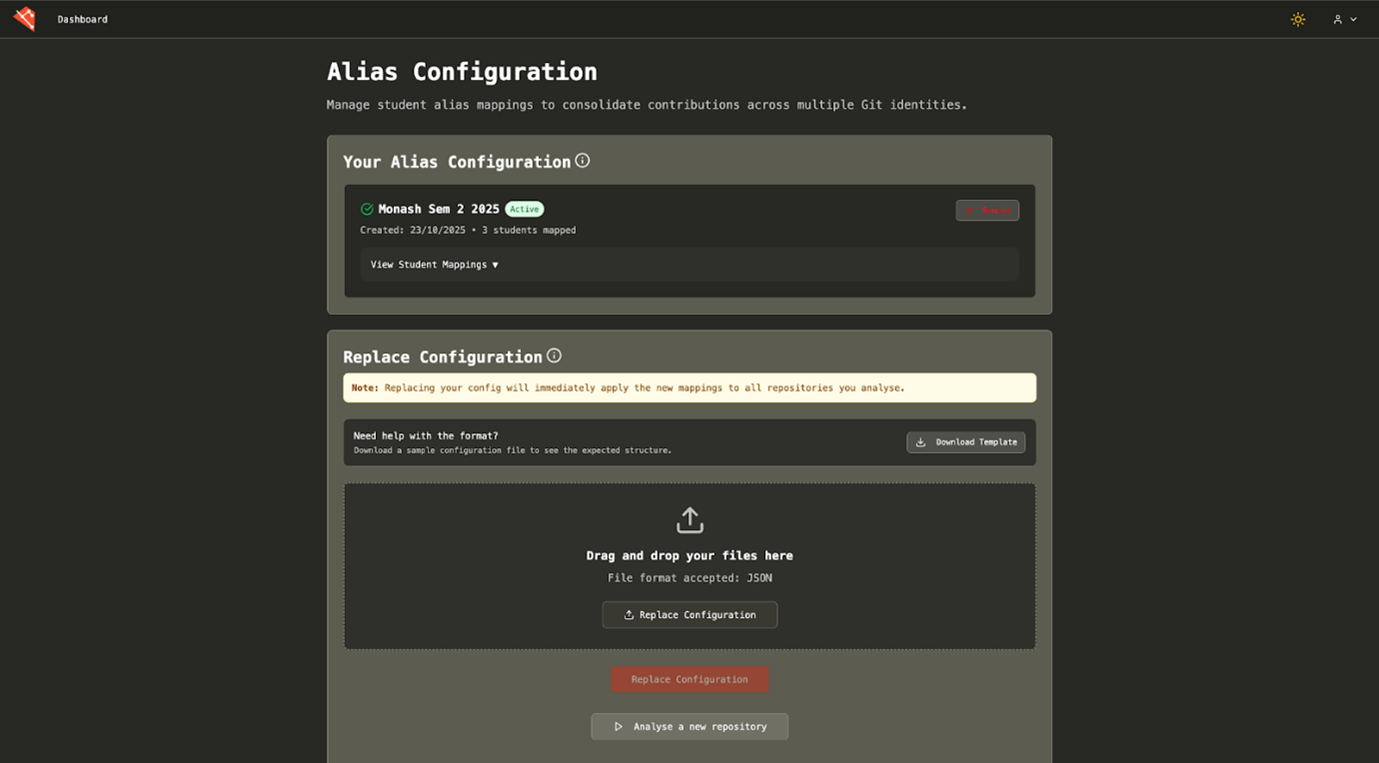 Dashboard
Alias Configuration
Manage student alias mappings to consolidate contributions across multiple Git identities.
Your Alias Configuration
Monash Sem 2 2025 Active
Created: 23/10/2025 • 3 students mapped
View Student Mappings ▼
Replace Configuration
Note: Replacing your config will immediately apply the new mappings to all repositories you analyse.
Need help with the format?
Download a sample configuration file to see the expected structure.
Download Template
Drag and drop your files here
File format accepted: JSON
Replace Configuration
Replace Configuration
Analyse a new repository